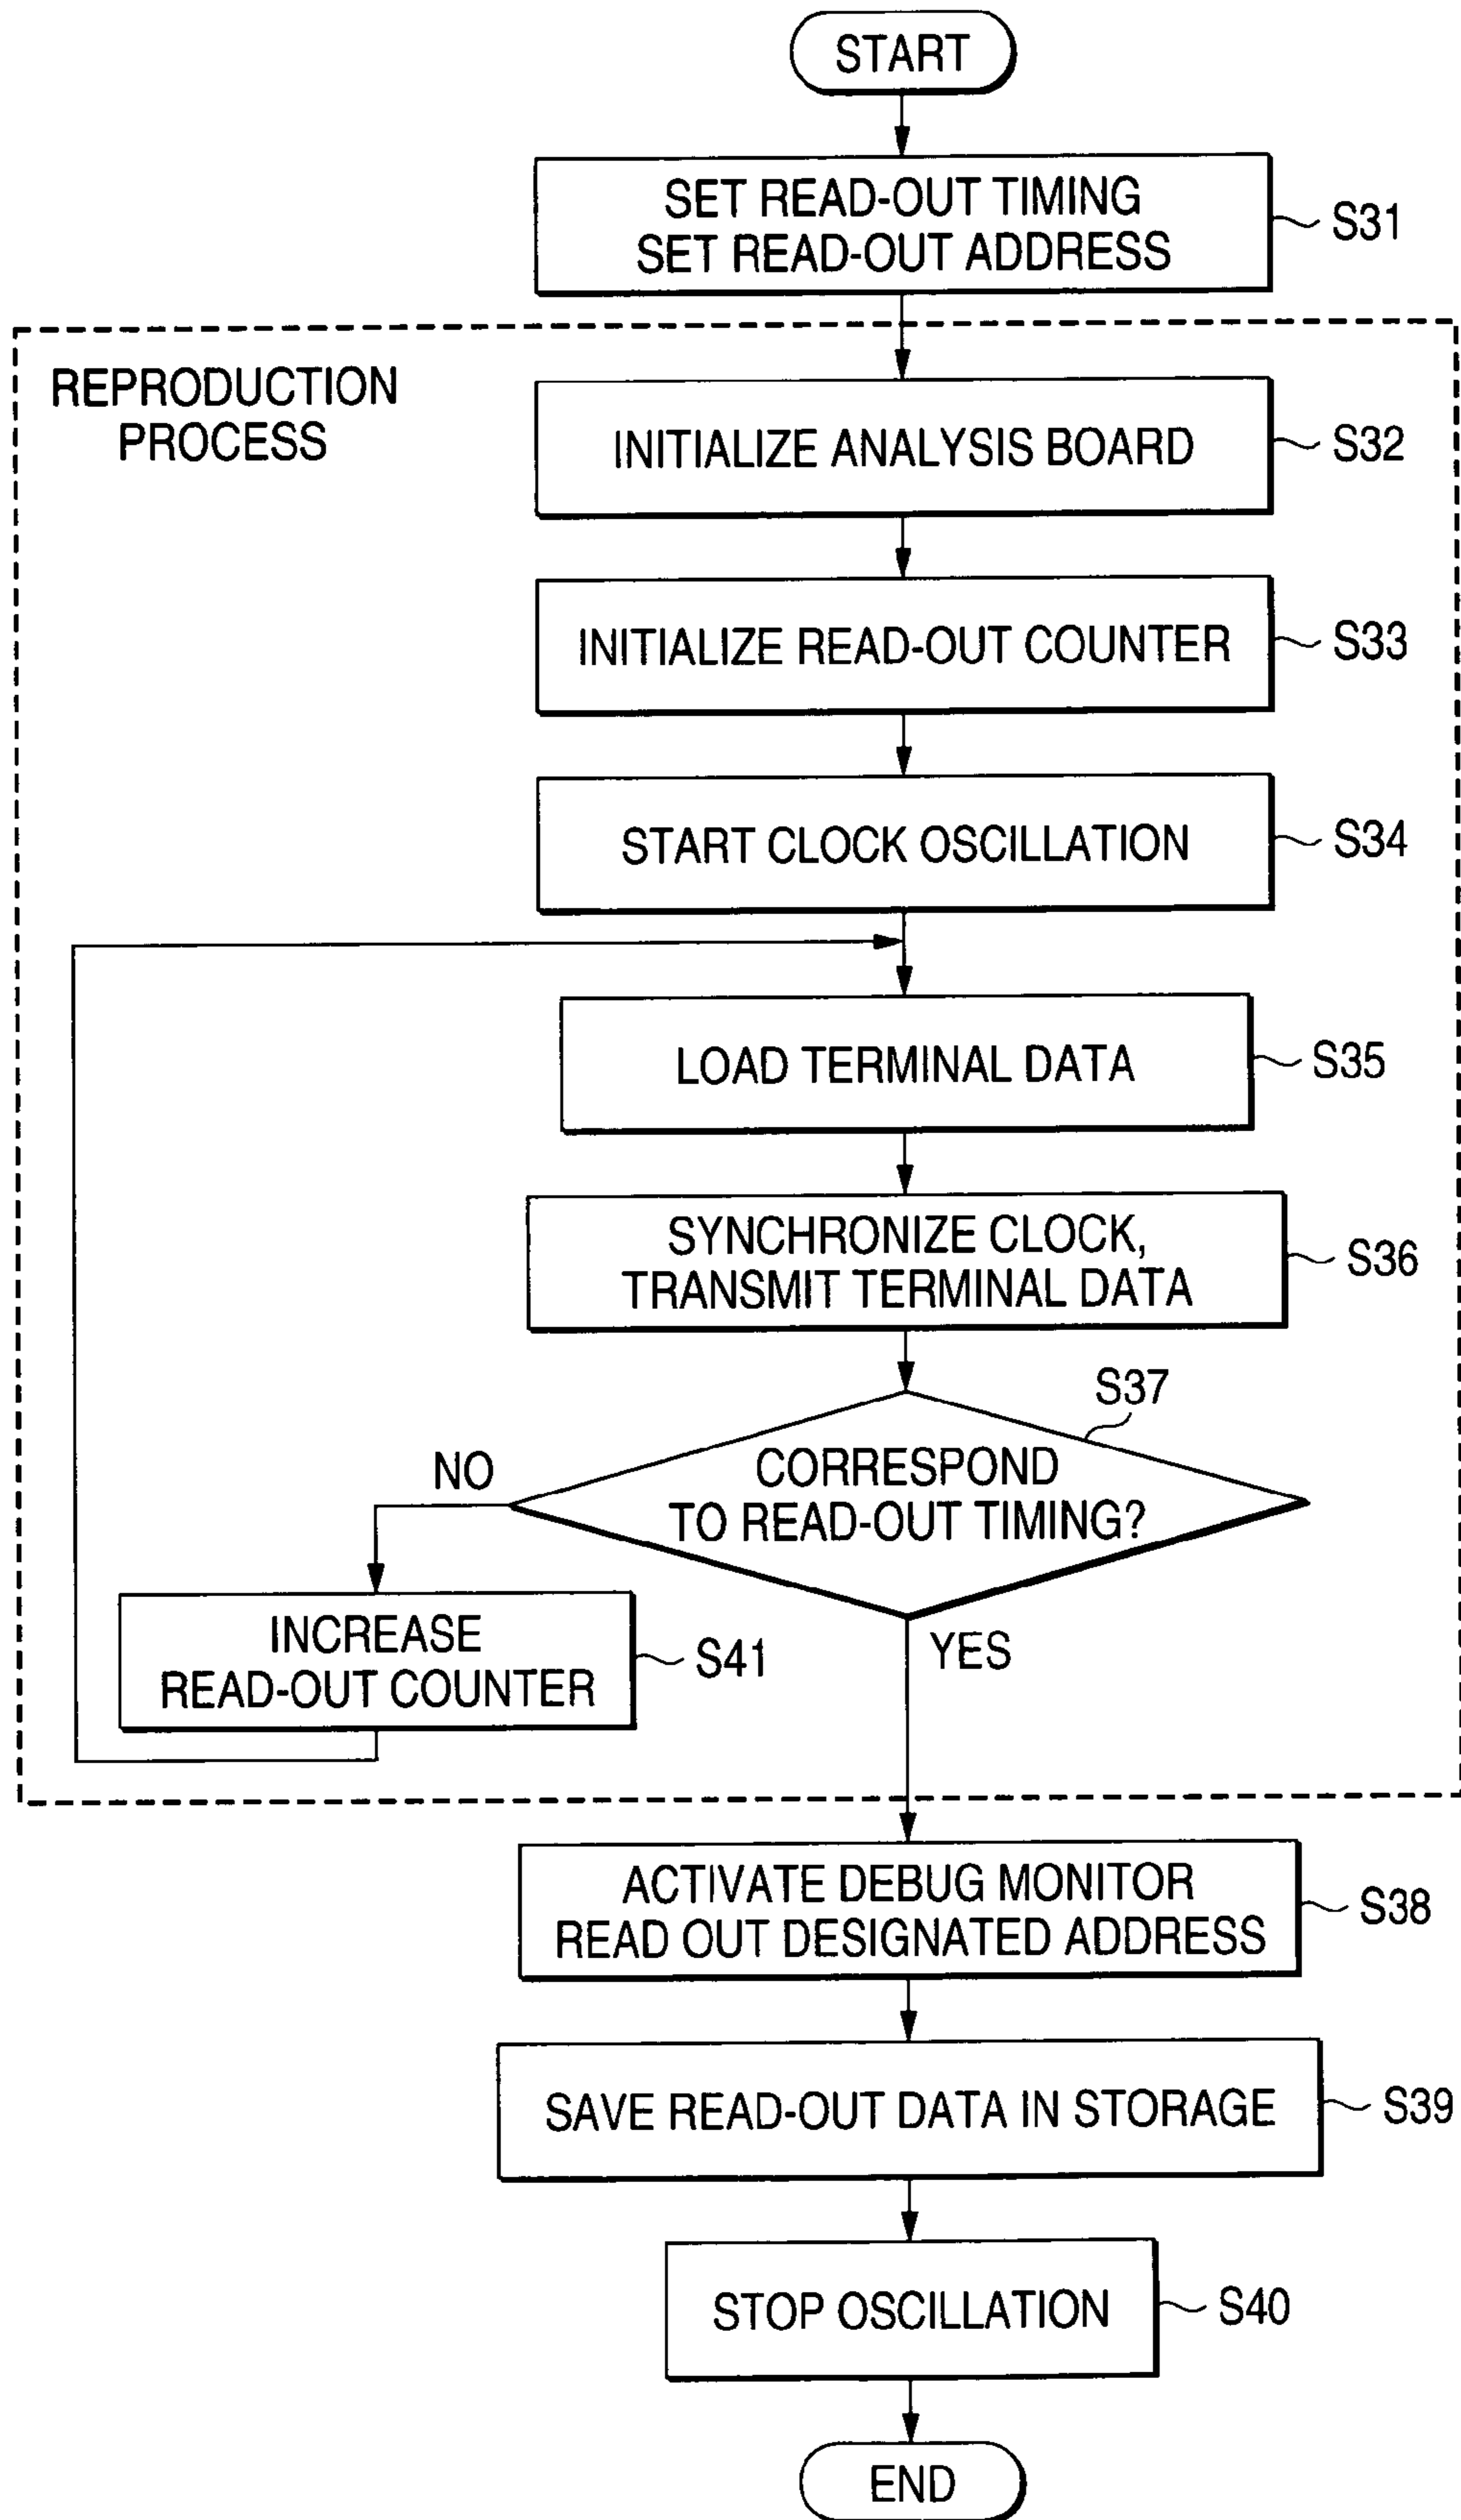 START
SET READ-OUT TIMING
SET READ-OUT ADDRESS
S31
REPRODUCTION
PROCESS
INITIALIZE ANALYSIS BOARD
S32
INITIALIZE READ-OUT COUNTER
S33
START CLOCK OSCILLATION
S34
LOAD TERMINAL DATA
S35
SYNCHRONIZE CLOCK,
TRANSMIT TERMINAL DATA
S36
S37
CORRESPOND
TO READ-OUT TIMING?
NO
YES
INCREASE
READ-OUT COUNTER
S41
ACTIVATE DEBUG MONITOR
READ OUT DESIGNATED ADDRESS
S38
SAVE READ-OUT DATA IN STORAGE
S39
STOP OSCILLATION
S40
END